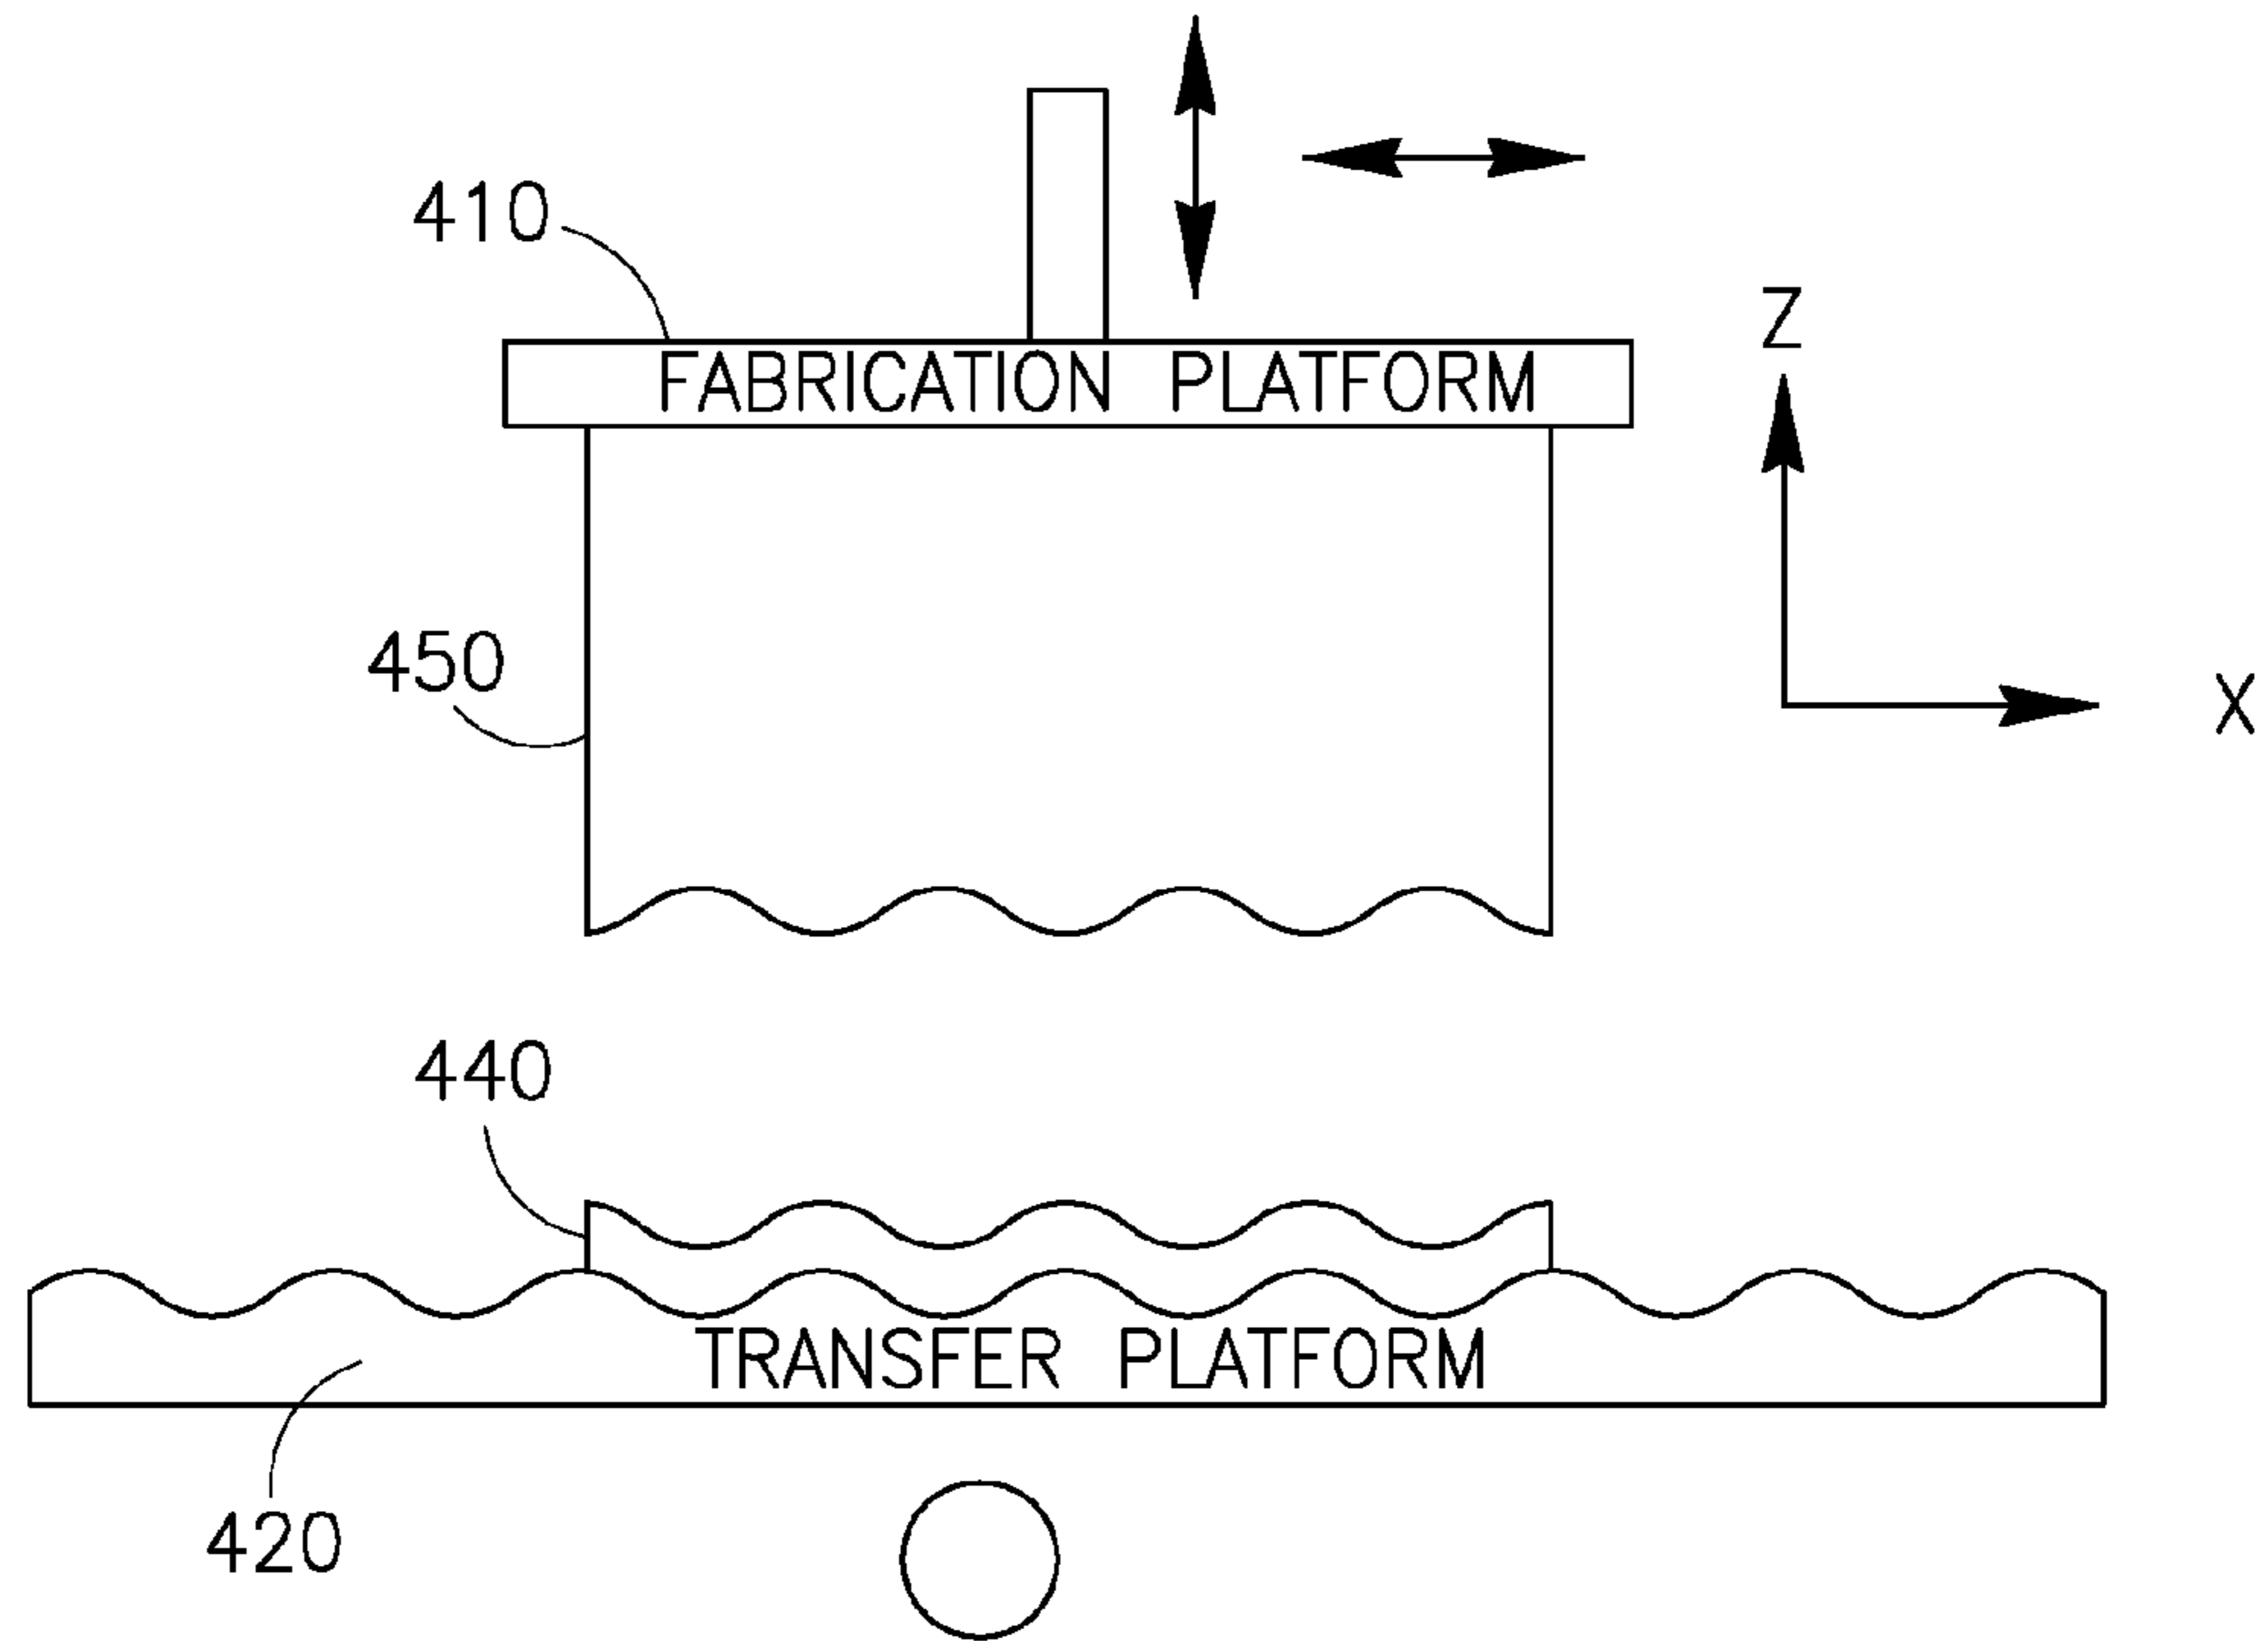 410
FABRICATION PLATFORM
Z
450
X
440
TRANSFER PLATFORM
420